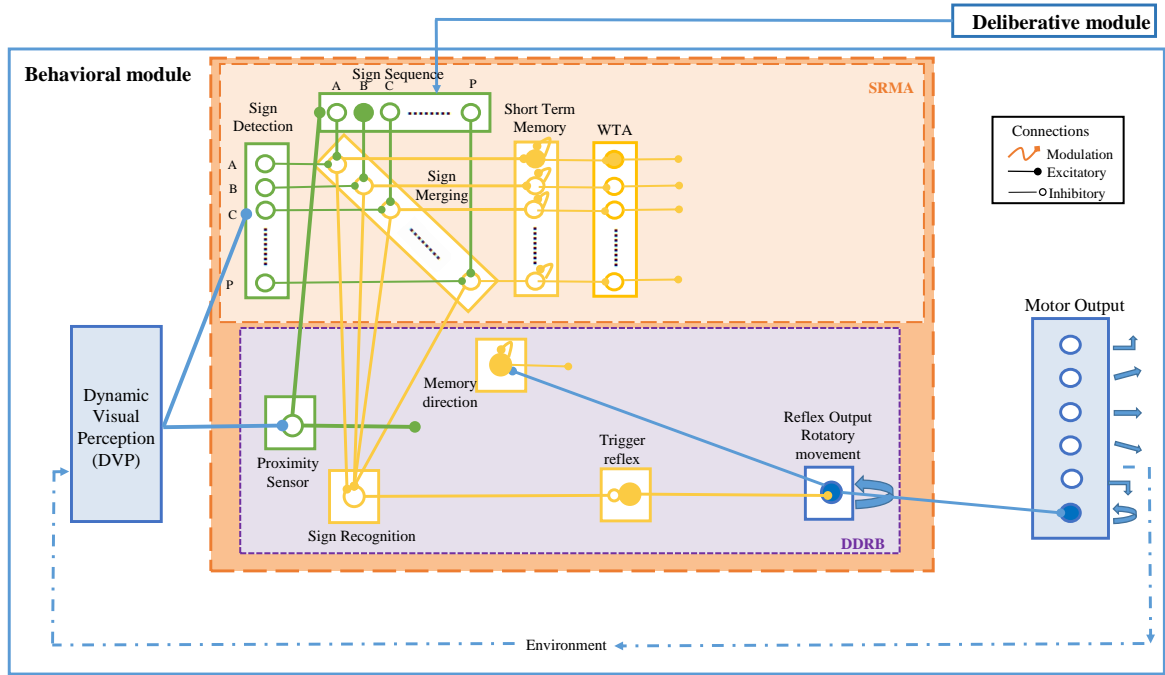 Deliberative module
Behavioral module
SRMA
Sign Sequence
A
B
C
P
Sign
Detection
Short Term
Memory
WTA
A
B
C
P
Sign
Merging
Connections
Modulation
Excitatory
Inhibitory
Motor Output
Dynamic
Visual
Perception
(DVP)
Memory
direction
Proximity
Sensor
Trigger
reflex
Reflex Output
Rotatory
movement
Sign Recognition
DDRB
Environment